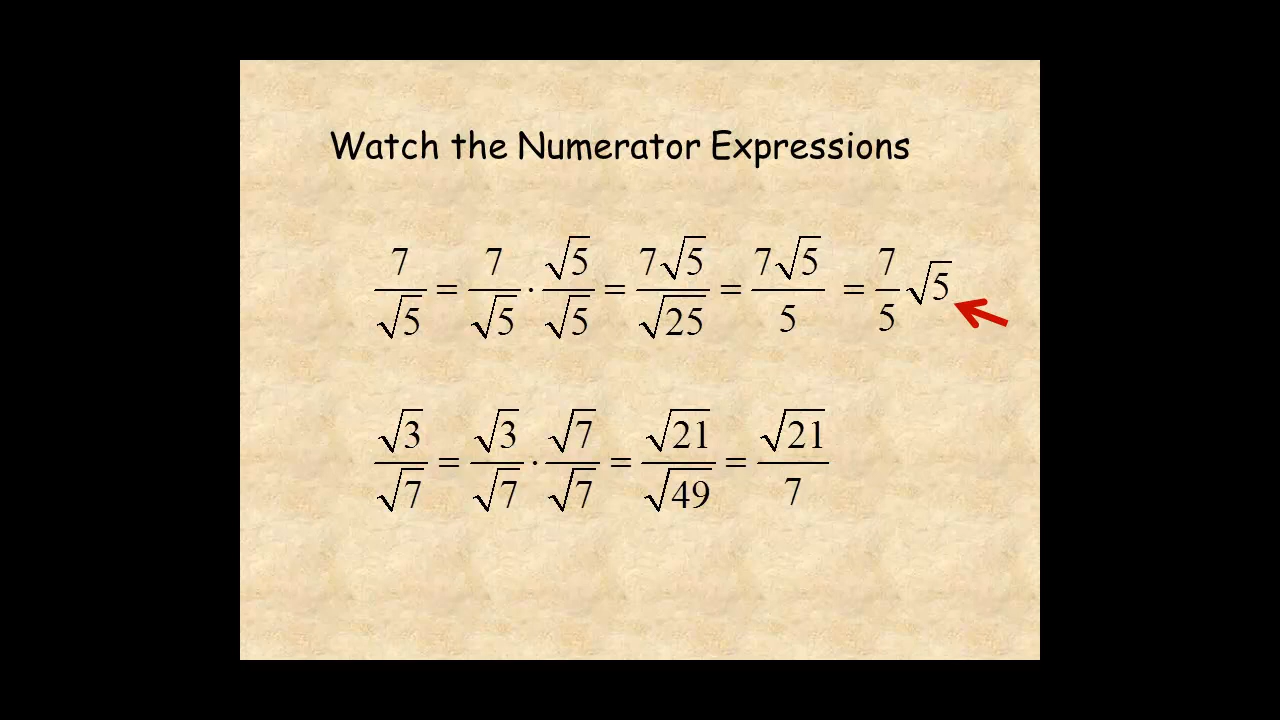 Watch the Numerator Expressions
7/√5 = 7/√5 · √5/√5 = 7√5/√25 = 7√5/5 = 7/5 √5
√3/√7 = √3/√7 · √7/√7 = √21/√49 = √21/7